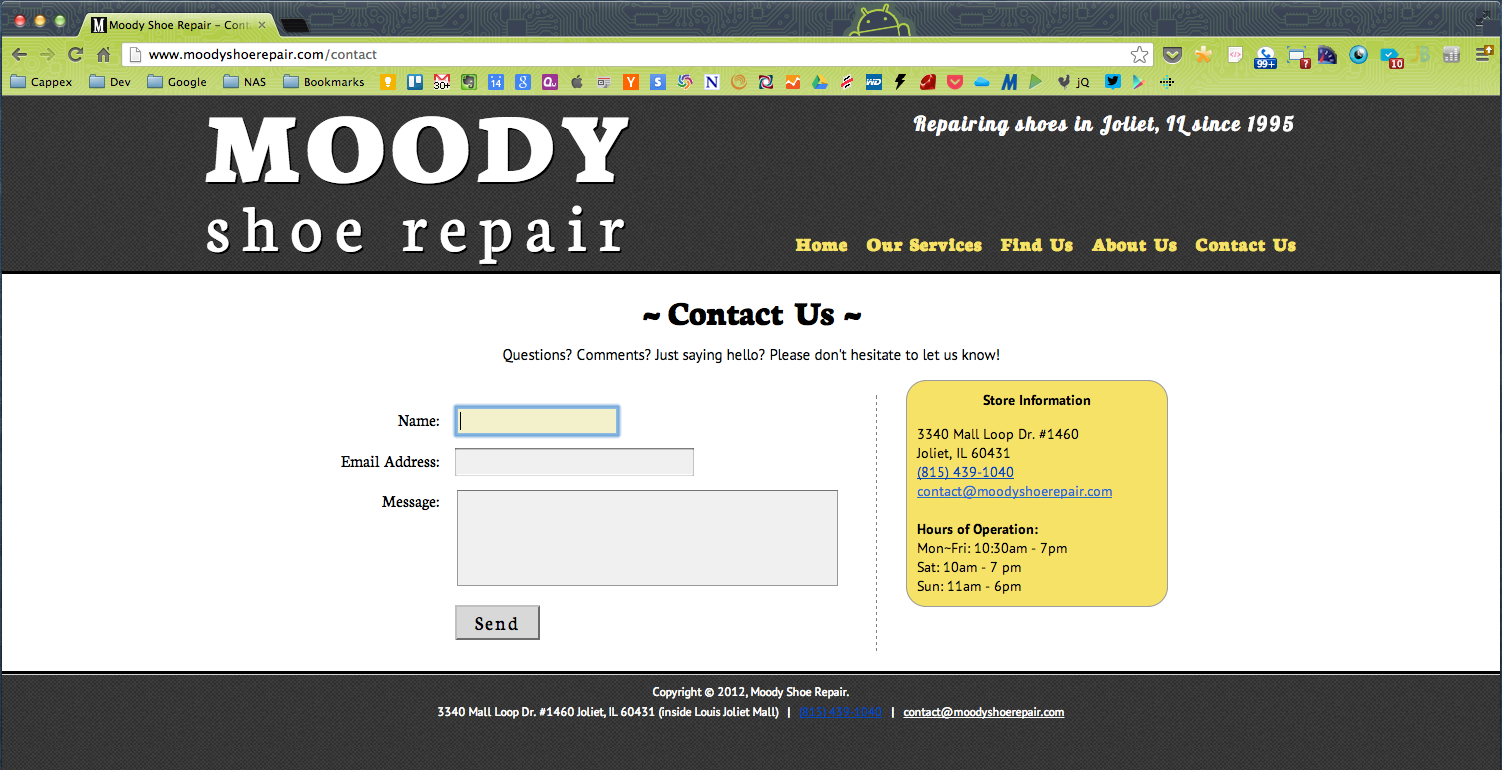 Moody Shoe Repair – Cont
www.moodyshoerepair.com/contact
Cappex Dev Google NAS Bookmarks 30+ 14 8 Q Y S N WD M jQ
99+ ? 10
MOODY
shoe repair
Repairing shoes in Joliet, IL since 1995
Home Our Services Find Us About Us Contact Us
~ Contact Us ~
Questions? Comments? Just saying hello? Please don't hesitate to let us know!
Name:
Email Address:
Message:
Send
Store Information
3340 Mall Loop Dr. #1460
Joliet, IL 60431
(815) 439-1040
contact@moodyshoerepair.com
Hours of Operation:
Mon~Fri: 10:30am - 7pm
Sat: 10am - 7 pm
Sun: 11am - 6pm
Copyright © 2012, Moody Shoe Repair.
3340 Mall Loop Dr. #1460 Joliet, IL 60431 (inside Louis Joliet Mall) | (815) 439-1040 | contact@moodyshoerepair.com